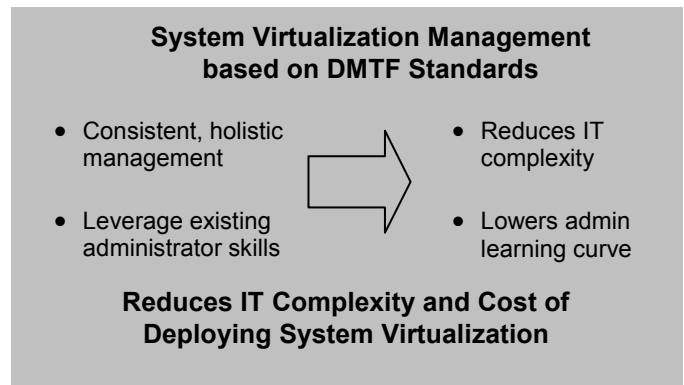 System Virtualization Management
based on DMTF Standards
• Consistent, holistic
management
• Leverage existing
administrator skills
• Reduces IT
complexity
• Lowers admin
learning curve
Reduces IT Complexity and Cost of
Deploying System Virtualization